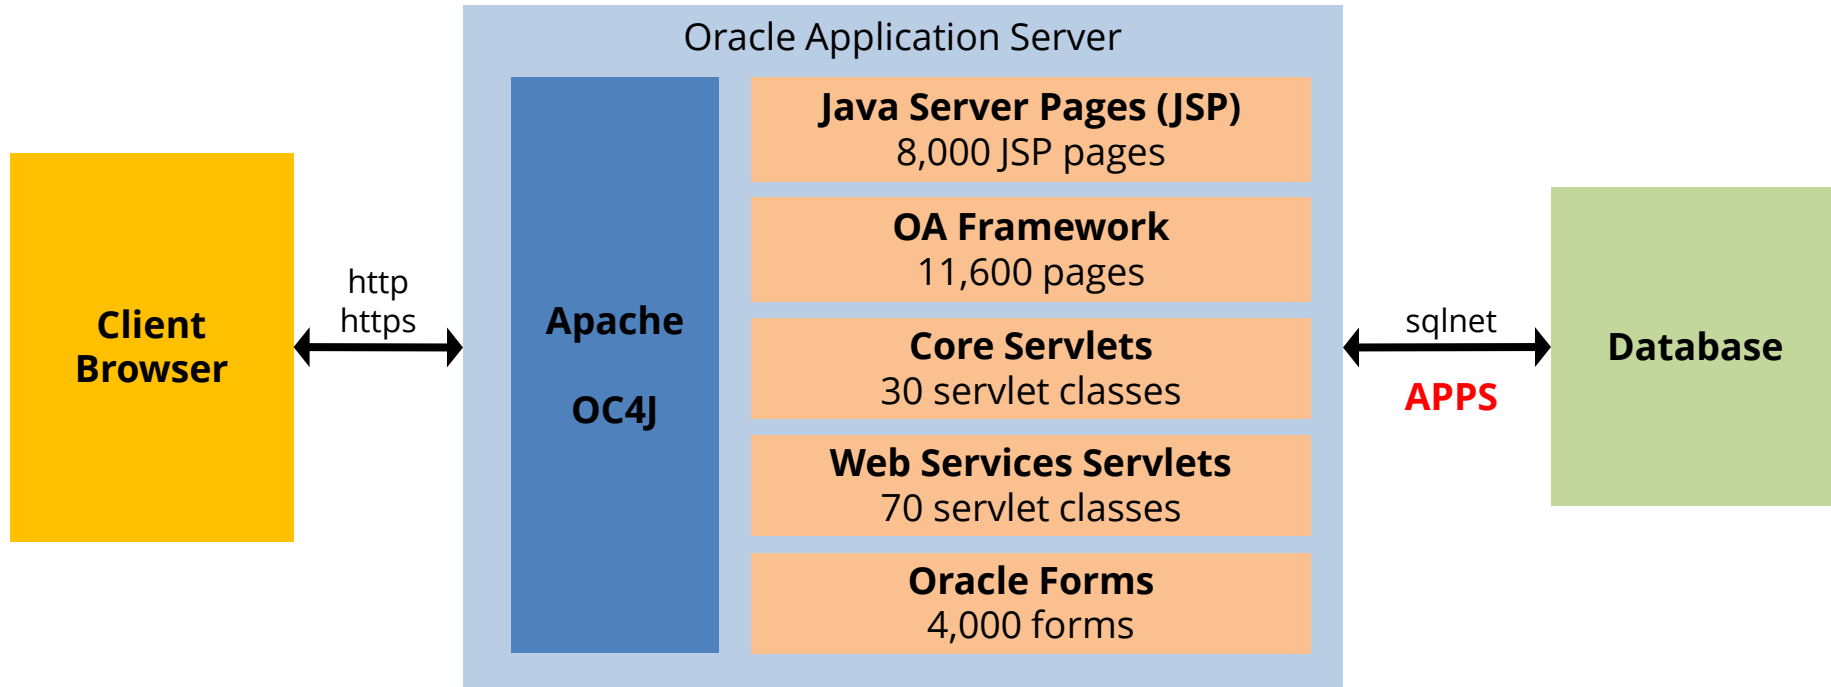 Oracle Application Server
Client
Browser
http
https
Apache
OC4J
Java Server Pages (JSP)
8,000 JSP pages
OA Framework
11,600 pages
Core Servlets
30 servlet classes
Web Services Servlets
70 servlet classes
Oracle Forms
4,000 forms
sqlnet
APPS
Database